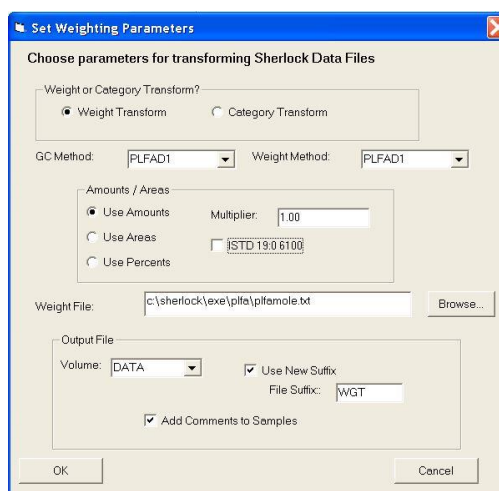 Set Weighting Parameters
Choose parameters for transforming Sherlock Data Files
Weight or Category Transform?
Weight Transform Category Transform
GC Method: PLFAD1 Weight Method: PLFAD1
Amounts / Areas
Use Amounts Multiplier: 1.00
Use Areas ISTD 19:0 6100
Use Percents
Weight File: c:\sherlock\exe\plfa\plfamole.txt Browse...
Output File
Volume: DATA Use New Suffix
File Suffix:: WGT
Add Comments to Samples
OK Cancel